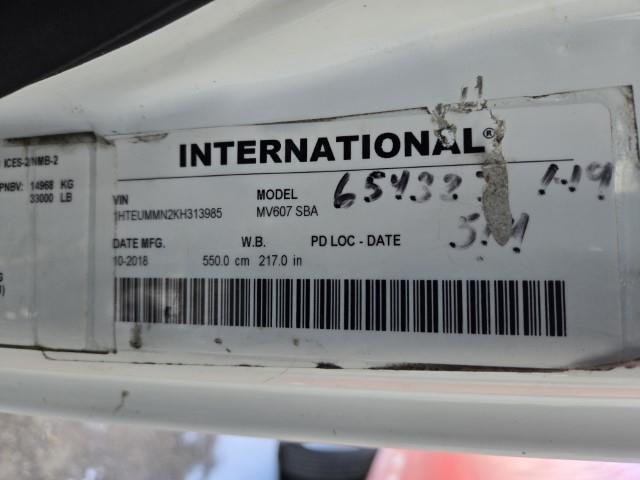 ICES-2/NMB-2
PNBV: 14968 KG
33000 LB
INTERNATIONAL®
VIN
1HTEUMMN2KH313985
MODEL
MV607 SBA
DATE MFG.
10-2018
W.B.
550.0 cm 217.0 in
PD LOC - DATE